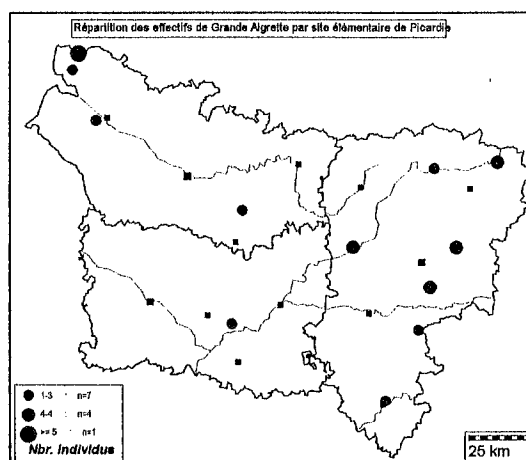 Répartition des effectifs de Grande Aigrette par site élémentaire de Picardie
1-3 : n=7
4-4 : n=4
>= 5 : n=1
Nbr. individus
25 km